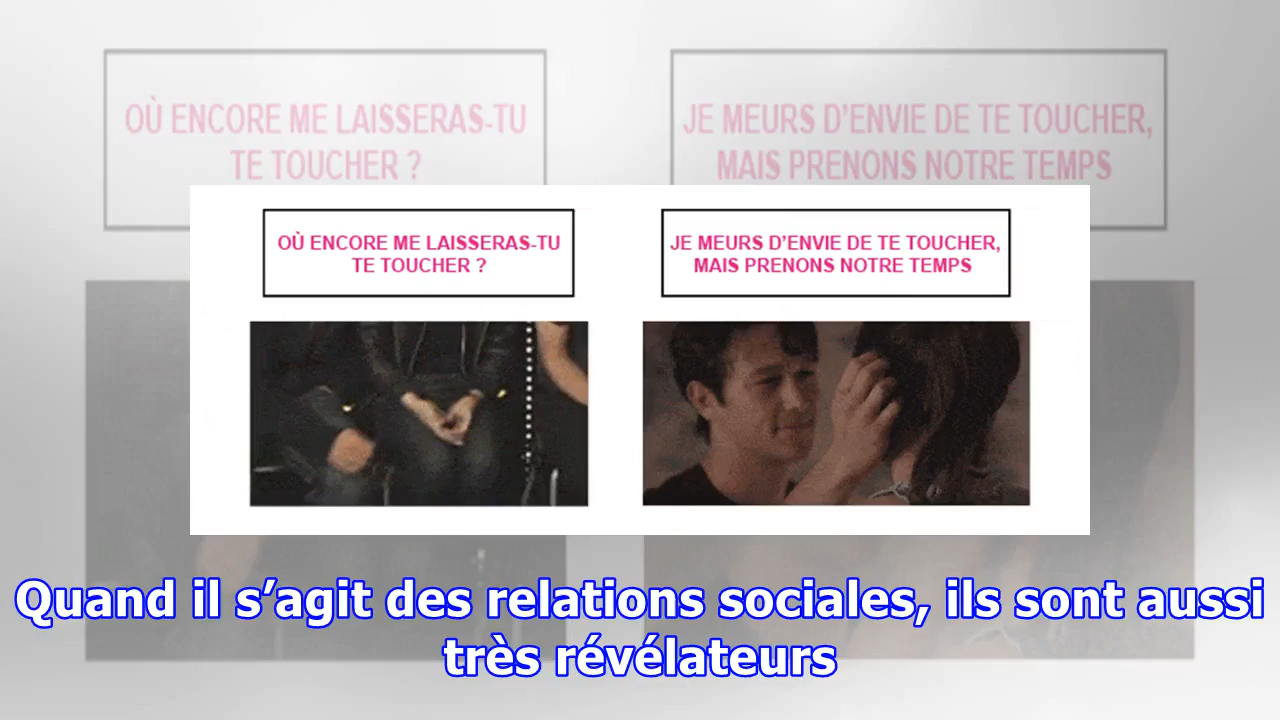 OÙ ENCORE ME LAISSERAS-TU
TE TOUCHER ?
JE MEURS D’ENVIE DE TE TOUCHER,
MAIS PRENONS NOTRE TEMPS
OÙ ENCORE ME LAISSERAS-TU
TE TOUCHER ?
JE MEURS D’ENVIE DE TE TOUCHER,
MAIS PRENONS NOTRE TEMPS
Quand il s’agit des relations sociales, ils sont aussi
très révélateurs